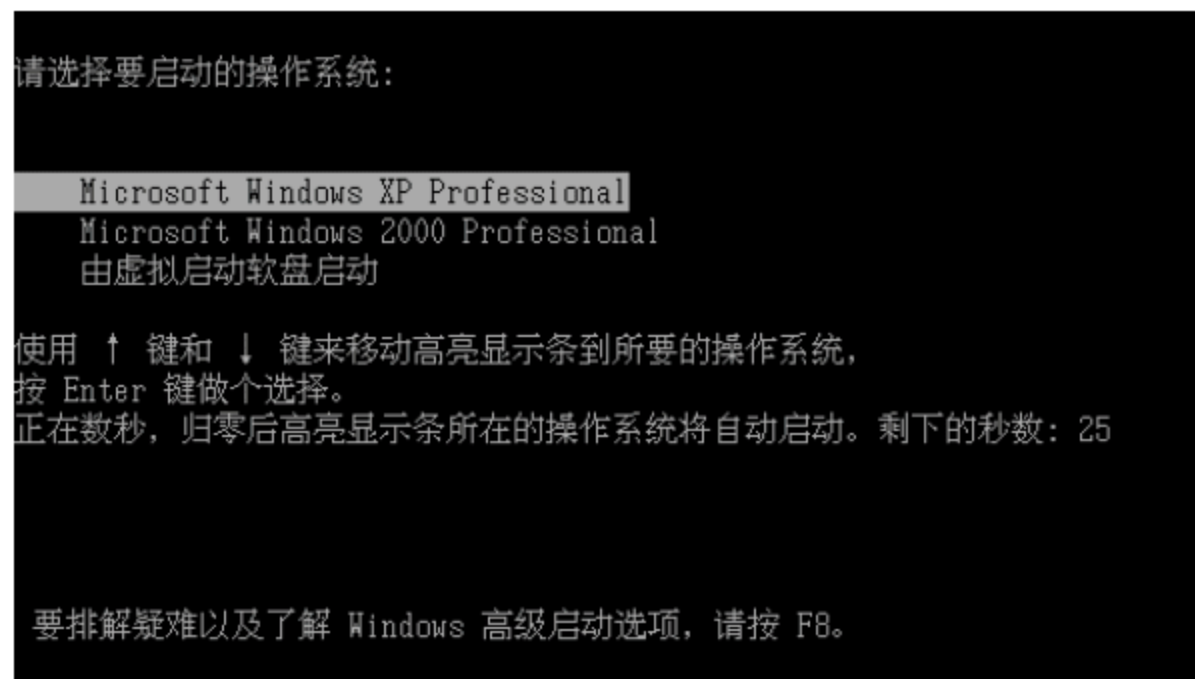 请选择要启动的操作系统:
Microsoft Windows XP Professional
Microsoft Windows 2000 Professional
由虚拟启动软盘启动
使用 ↑ 键和 ↓ 键来移动高亮显示条到所要的操作系统,
按 Enter 键做个选择。
正在数秒, 归零后高亮显示条所在的操作系统将自动启动。剩下的秒数: 25
要排解疑难以及了解 Windows 高级启动选项, 请按 F8。